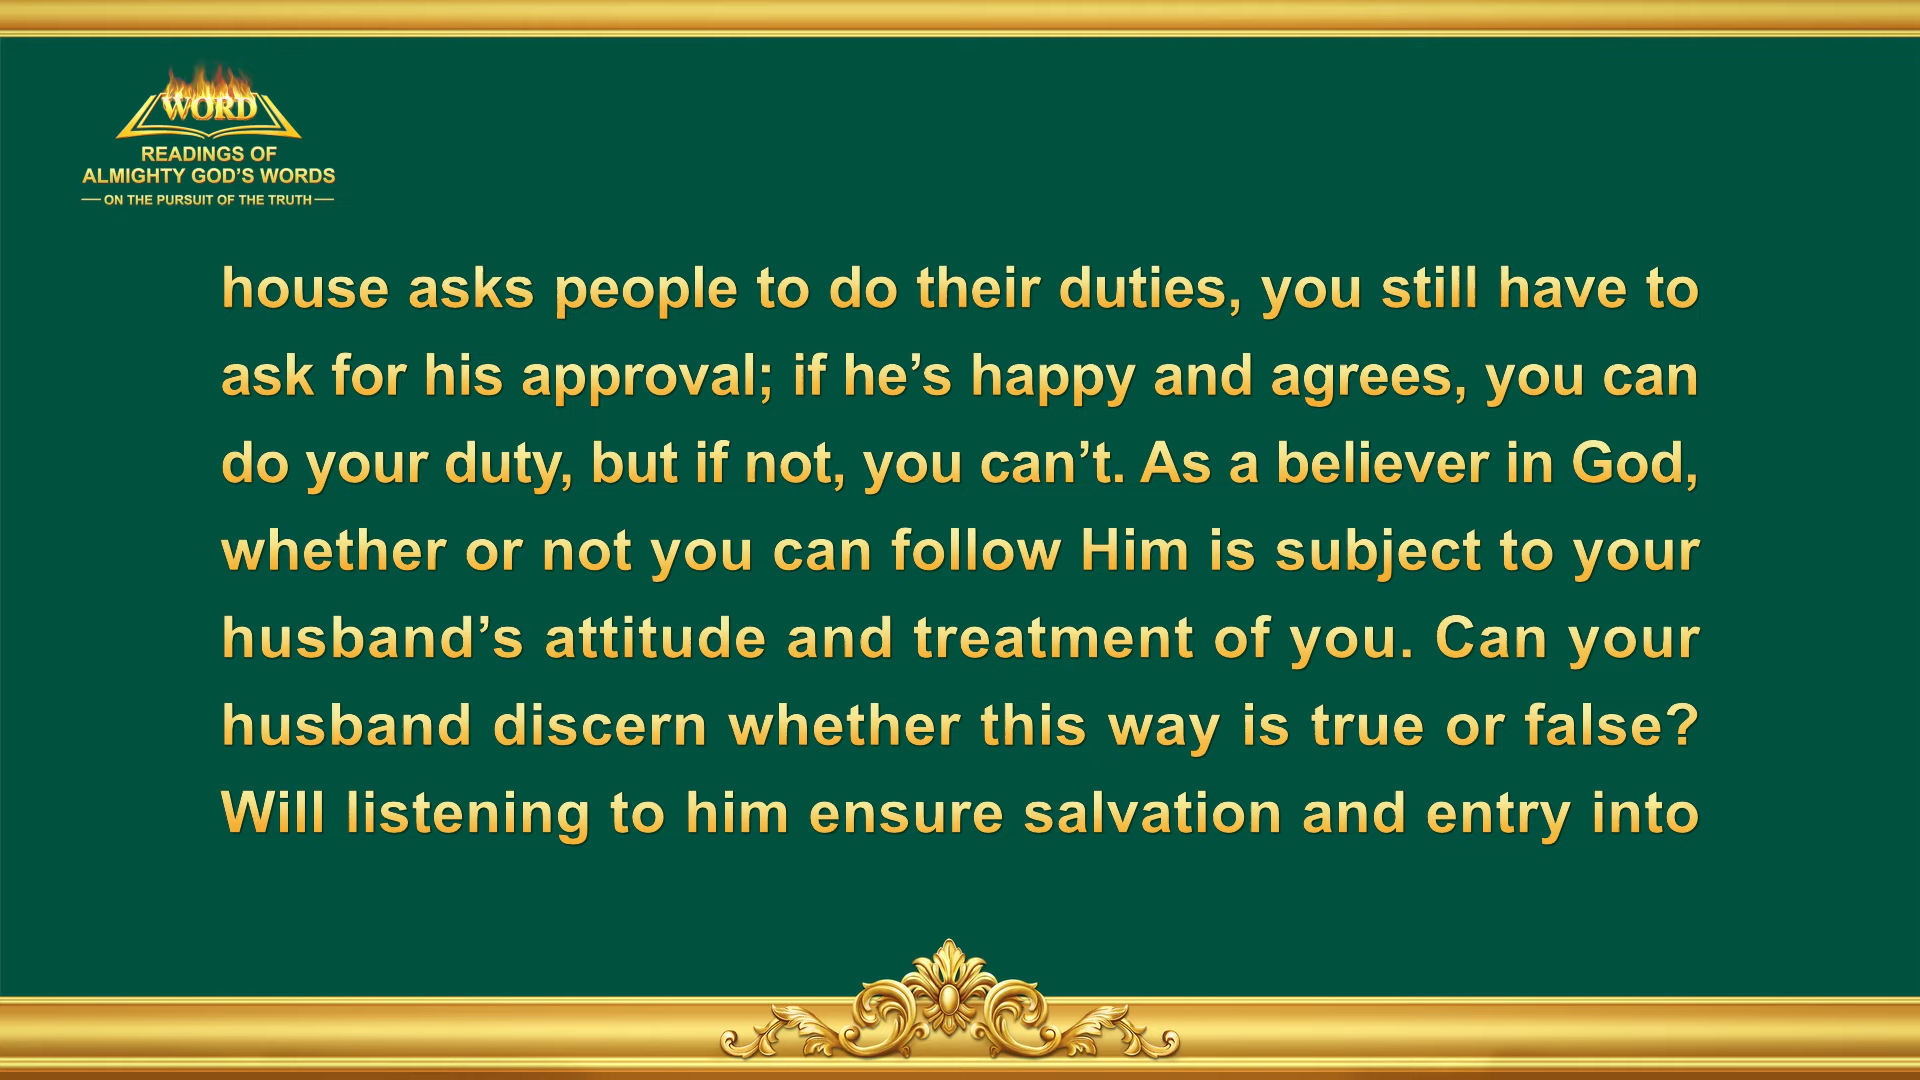 WORD
READINGS OF
ALMIGHTY GOD’S WORDS
— ON THE PURSUIT OF THE TRUTH —
house asks people to do their duties, you still have to
ask for his approval; if he’s happy and agrees, you can
do your duty, but if not, you can’t. As a believer in God,
whether or not you can follow Him is subject to your
husband’s attitude and treatment of you. Can your
husband discern whether this way is true or false?
Will listening to him ensure salvation and entry into